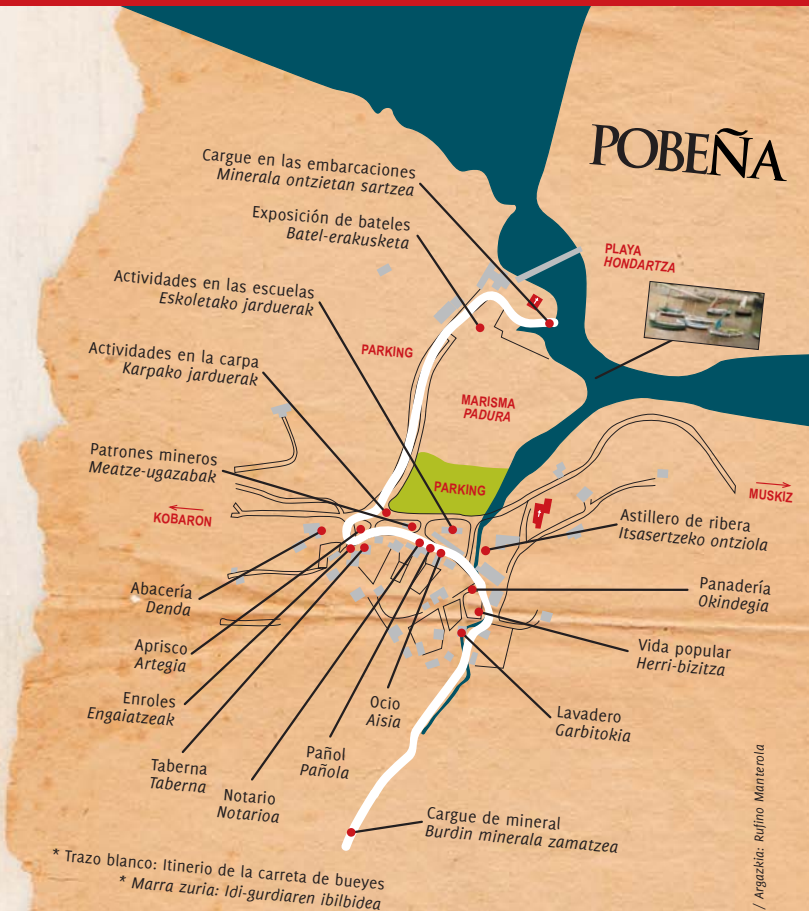 POBEÑA
Cargue en las embarcaciones
Minerala ontzietan sartzea
Exposición de bateles
Batel-erakusketa
PLAYA
HONDARTZA
Actividades en las escuelas
Eskoletako jarduerak
PARKING
Actividades en la carpa
Karpako jarduerak
MARISMA
PADURA
Patrones mineros
Meatze-ugazabak
PARKING
MUSKIZ
KOBARON
Astillero de ribera
Itsasertzeko ontziola
Abacería
Denda
Panadería
Okindegia
Aprisco
Artegia
Vida popular
Herri-bizitza
Enroles
Engaiatzeak
Ocio
Aisia
Lavadero
Garbitokia
Taberna
Taberna
Pañol
Pañola
Notario
Notarioa
Cargue de mineral
Burdin minerala zamatzea
* Trazo blanco: Itinerio de la carreta de bueyes
* Marra zuria: Idi-gurdiaren ibilbidea
/ Argazkia: Rufino Manterola